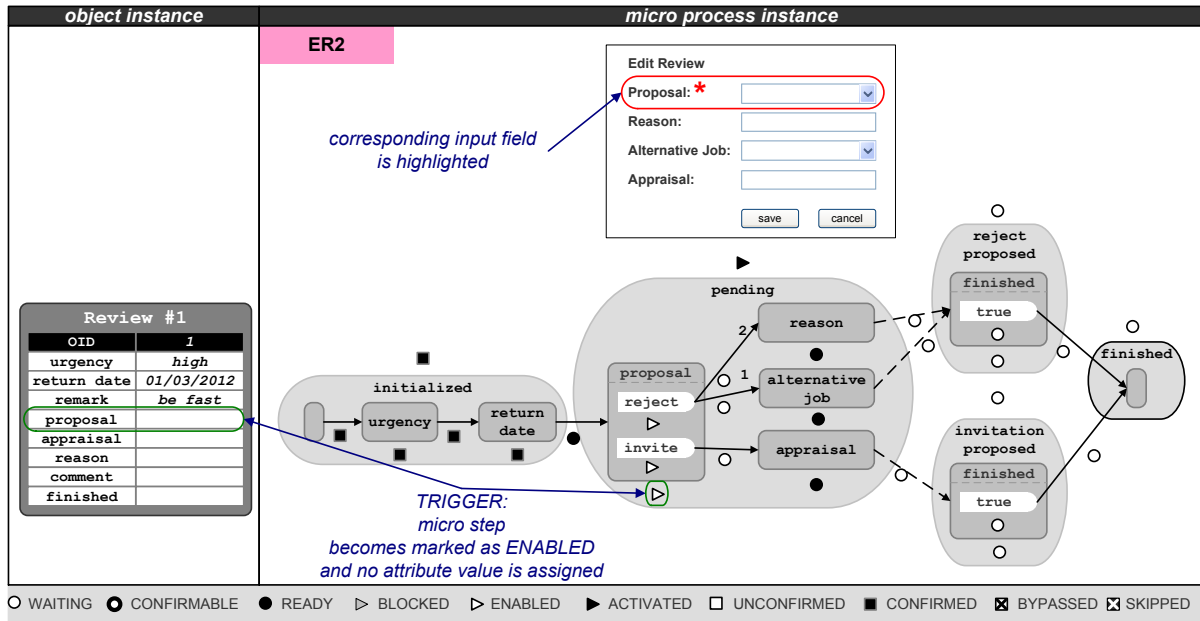 object instance
micro process instance
ER2
Edit Review
Proposal: *
Reason:
Alternative Job:
Appraisal:
save
cancel
corresponding input field
is highlighted
Review #1
OID 1
urgency high
return date 01/03/2012
remark be fast
proposal
appraisal
reason
comment
finished
initialized
urgency
return
date
pending
proposal
reject
invite
2
1
reason
alternative
job
appraisal
reject
proposed
finished
true
invitation
proposed
finished
true
finished
TRIGGER:
micro step
becomes marked as ENABLED
and no attribute value is assigned
WAITING CONFIRMABLE READY BLOCKED ENABLED ACTIVATED UNCONFIRMED CONFIRMED BYPASSED SKIPPED